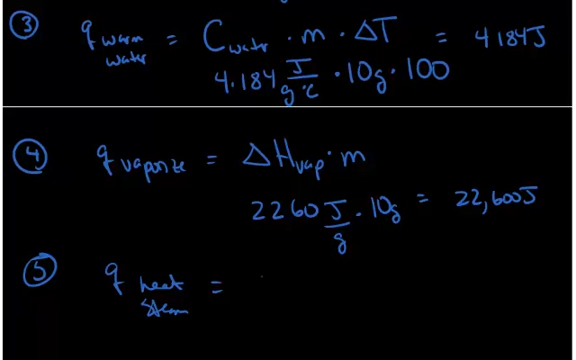 ③ q warm water = C water · m · ΔT = 4184J
4.184 J/g°C · 10g · 100
④ q vaporize = ΔHvap · m
2260 J/g · 10g = 22,600J
⑤ q heat steam =